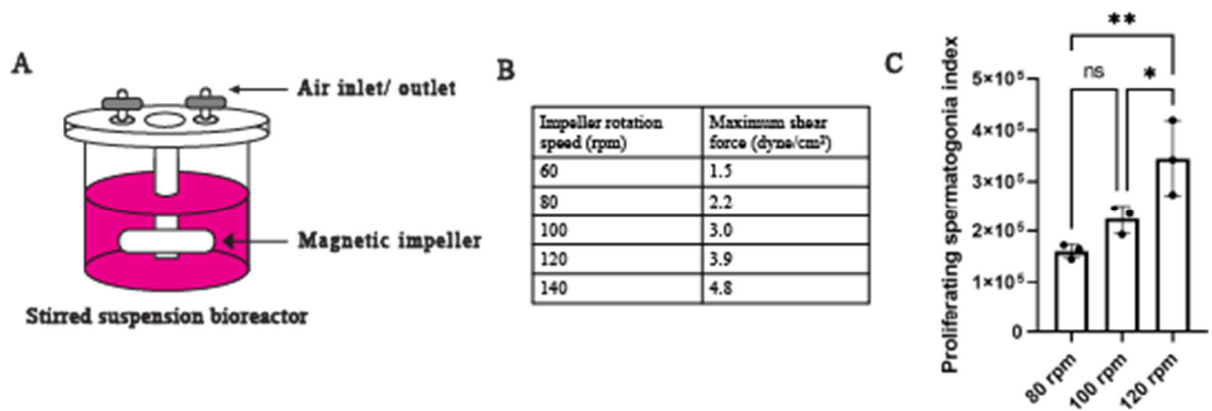 A
Air inlet/ outlet
Magnetic impeller
Stirred suspension bioreactor
B
Impeller rotation speed (rpm)
Maximum shear force (dyne/cm²)
60
1.5
80
2.2
100
3.0
120
3.9
140
4.8
C
Proliferating spermatogonia index
**
ns
*
5×10⁵
4×10⁵
3×10⁵
2×10⁵
1×10⁵
0
80 rpm
100 rpm
120 rpm